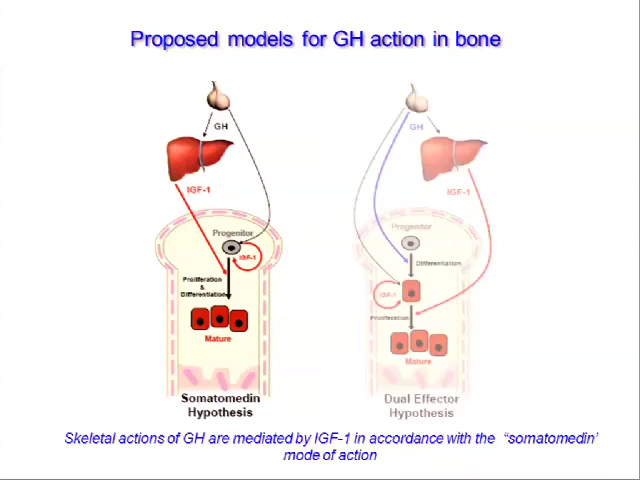 Proposed models for GH action in bone
GH
IGF-1
Progenitor
IGF-1
Proliferation
&
Differentiation
Mature
Somatomedin
Hypothesis
GH
IGF-1
Progenitor
Differentiation
IGF-1
Proliferation
Mature
Dual Effector
Hypothesis
Skeletal actions of GH are mediated by IGF-1 in accordance with the “somatomedin’
mode of action